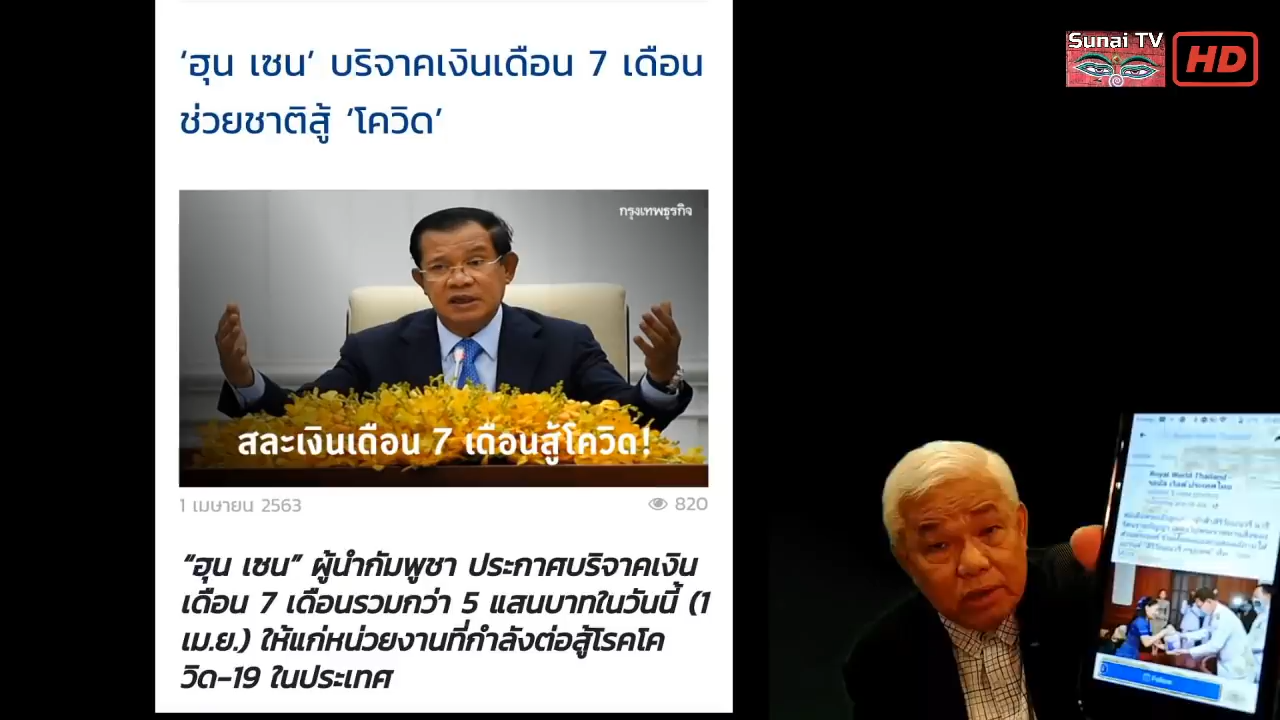 ‘ฮุน เซน’ บริจาคเงินเดือน 7 เดือน
ช่วยชาติสู้ ‘โควิด’
Sunai TV
HD
กรุงเทพธุรกิจ
สละเงินเดือน 7 เดือนสู้โควิด!
1 เมษายน 2563
820
“ฮุน เซน” ผู้นำกัมพูชา ประกาศบริจาคเงิน
เดือน 7 เดือนรวมกว่า 5 แสนบาทในวันนี้ (1
เม.ย.) ให้แก่หน่วยงานที่กำลังต่อสู้โรคโค
วิด-19 ในประเทศ
Royal World Thailand
Follow